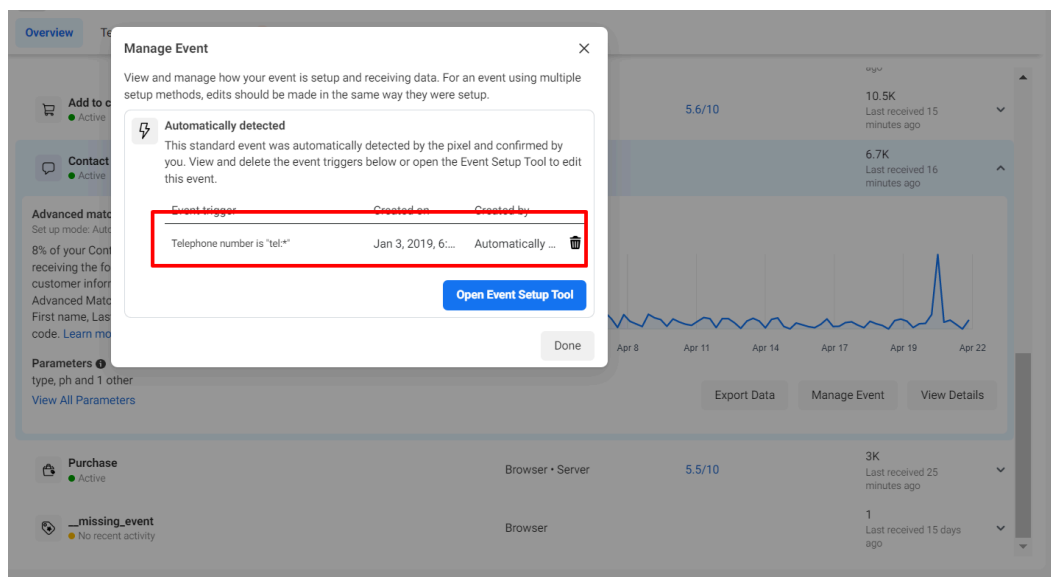 Overview
Te
Manage Event
View and manage how your event is setup and receiving data. For an event using multiple
setup methods, edits should be made in the same way they were
setup.
Automatically detected
This standard event was automatically detected by the pixel and confirmed by
you. View and delete the event triggers below or open the Event Setup Tool to edit
this event.
Event trigger Created on Created by
Telephone number is "tel:*" Jan 3, 2019, 6:... Automatically ...
Open Event Setup Tool
Done
ago
Add to c
Active
5.6/10
10.5K
Last received 15
minutes ago
Contact
Active
6.7K
Last received 16
minutes ago
Advanced matc
Set up mode: Auto
8% of your Cont
receiving the fo
customer inforr
Advanced Matc
First name, Las
code. Learn mo
Parameters
type, ph and 1 other
View All Parameters
Apr 8 Apr 11 Apr 14 Apr 17 Apr 19 Apr 22
Export Data Manage Event View Details
Purchase
Active
Browser • Server
5.5/10
3K
Last received 25
minutes ago
__missing_event
No recent activity
Browser
1
Last received 15 days
ago